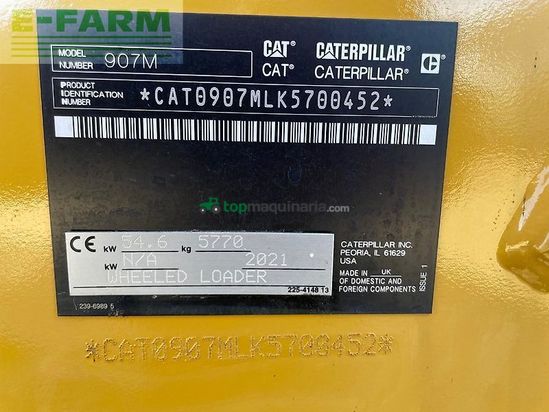 E-FARM
MODEL NUMBER 907M
CAT CATERPILLAR C
CAT® CATERPILLAR®
PRODUCT IDENTIFICATION NUMBER
*CAT0907MLK5700452*
topmaquinaria.com
CE kW 54.6 kg 5770
kW N/A 2021
WHEELED LOADER
225-4148 13
CATERPILLAR INC.
PEORIA, IL 61629
USA
MADE IN UK
OF DOMESTIC AND
FOREIGN COMPONENTS
ISSUE 1
239-6989 5
*CAT0907MLK5700452*